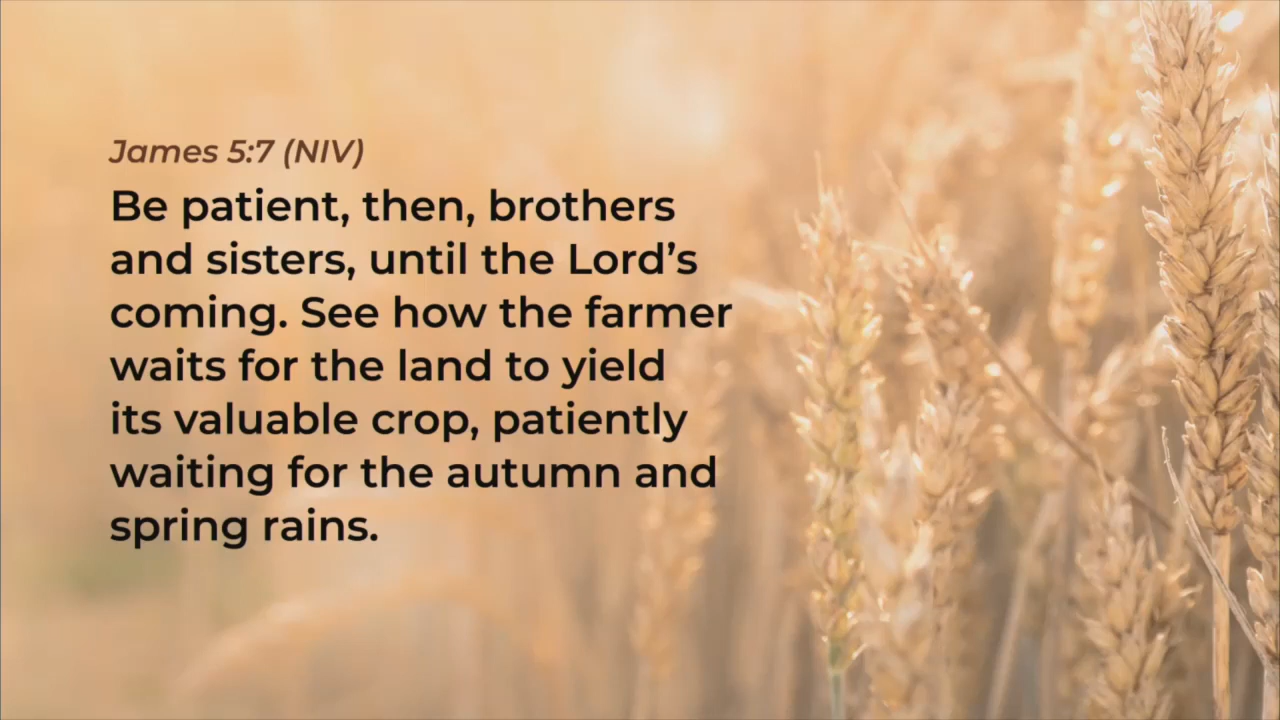 James 5:7 (NIV)
Be patient, then, brothers
and sisters, until the Lord’s
coming. See how the farmer
waits for the land to yield
its valuable crop, patiently
waiting for the autumn and
spring rains.